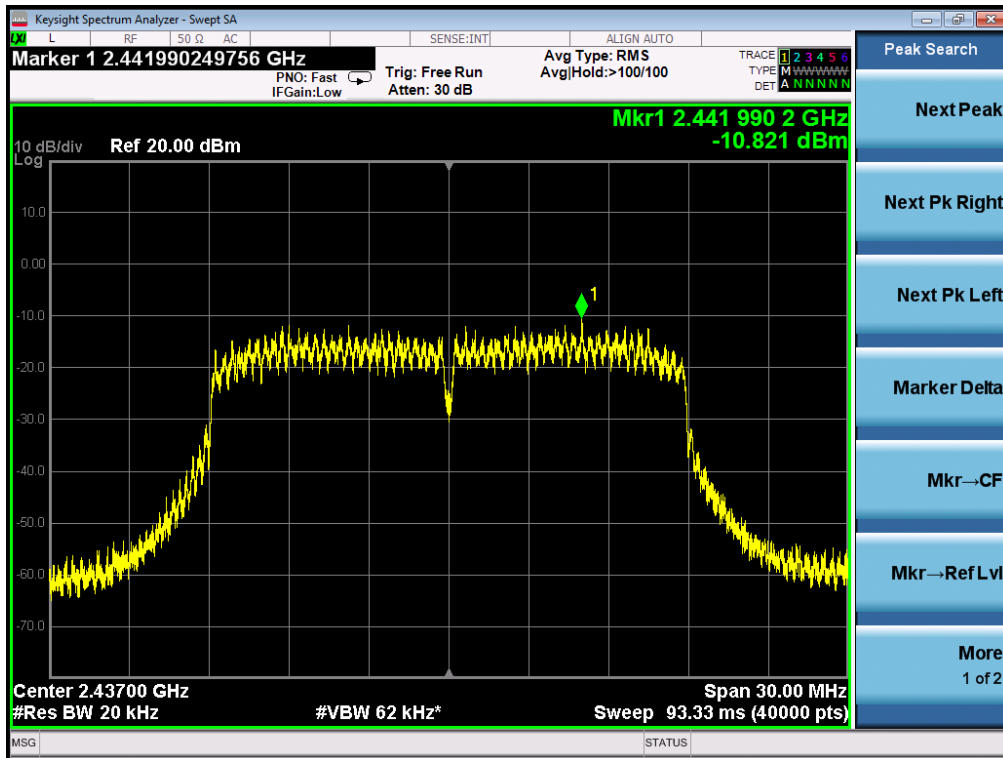 Keysight Spectrum Analyzer - Swept SA
LXI L RF 50 Ω AC SENSE:INT ALIGN AUTO
Marker 1 2.441990249756 GHz
PNO: Fast
IFGain:Low
Trig: Free Run
Atten: 30 dB
Avg Type: RMS
Avg|Hold:>100/100
TRACE 1 2 3 4 5 6
TYPE M WWWWW
DET A N N N N N
Mkr1 2.441 990 2 GHz
-10.821 dBm
10 dB/div Ref 20.00 dBm
Log
10.0
0.00
-10.0
-20.0
-30.0
-40.0
-50.0
-60.0
-70.0
1
Center 2.43700 GHz Span 30.00 MHz
#Res BW 20 kHz #VBW 62 kHz* Sweep 93.33 ms (40000 pts)
MSG STATUS
Peak Search
Next Peak
Next Pk Right
Next Pk Left
Marker Delta
Mkr→CF
Mkr→Ref Lvl
More
1 of 2